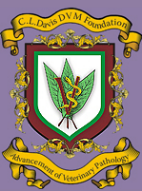 C.L. Davis DVM Foundation
V
Advancement of Veterinary Pathology